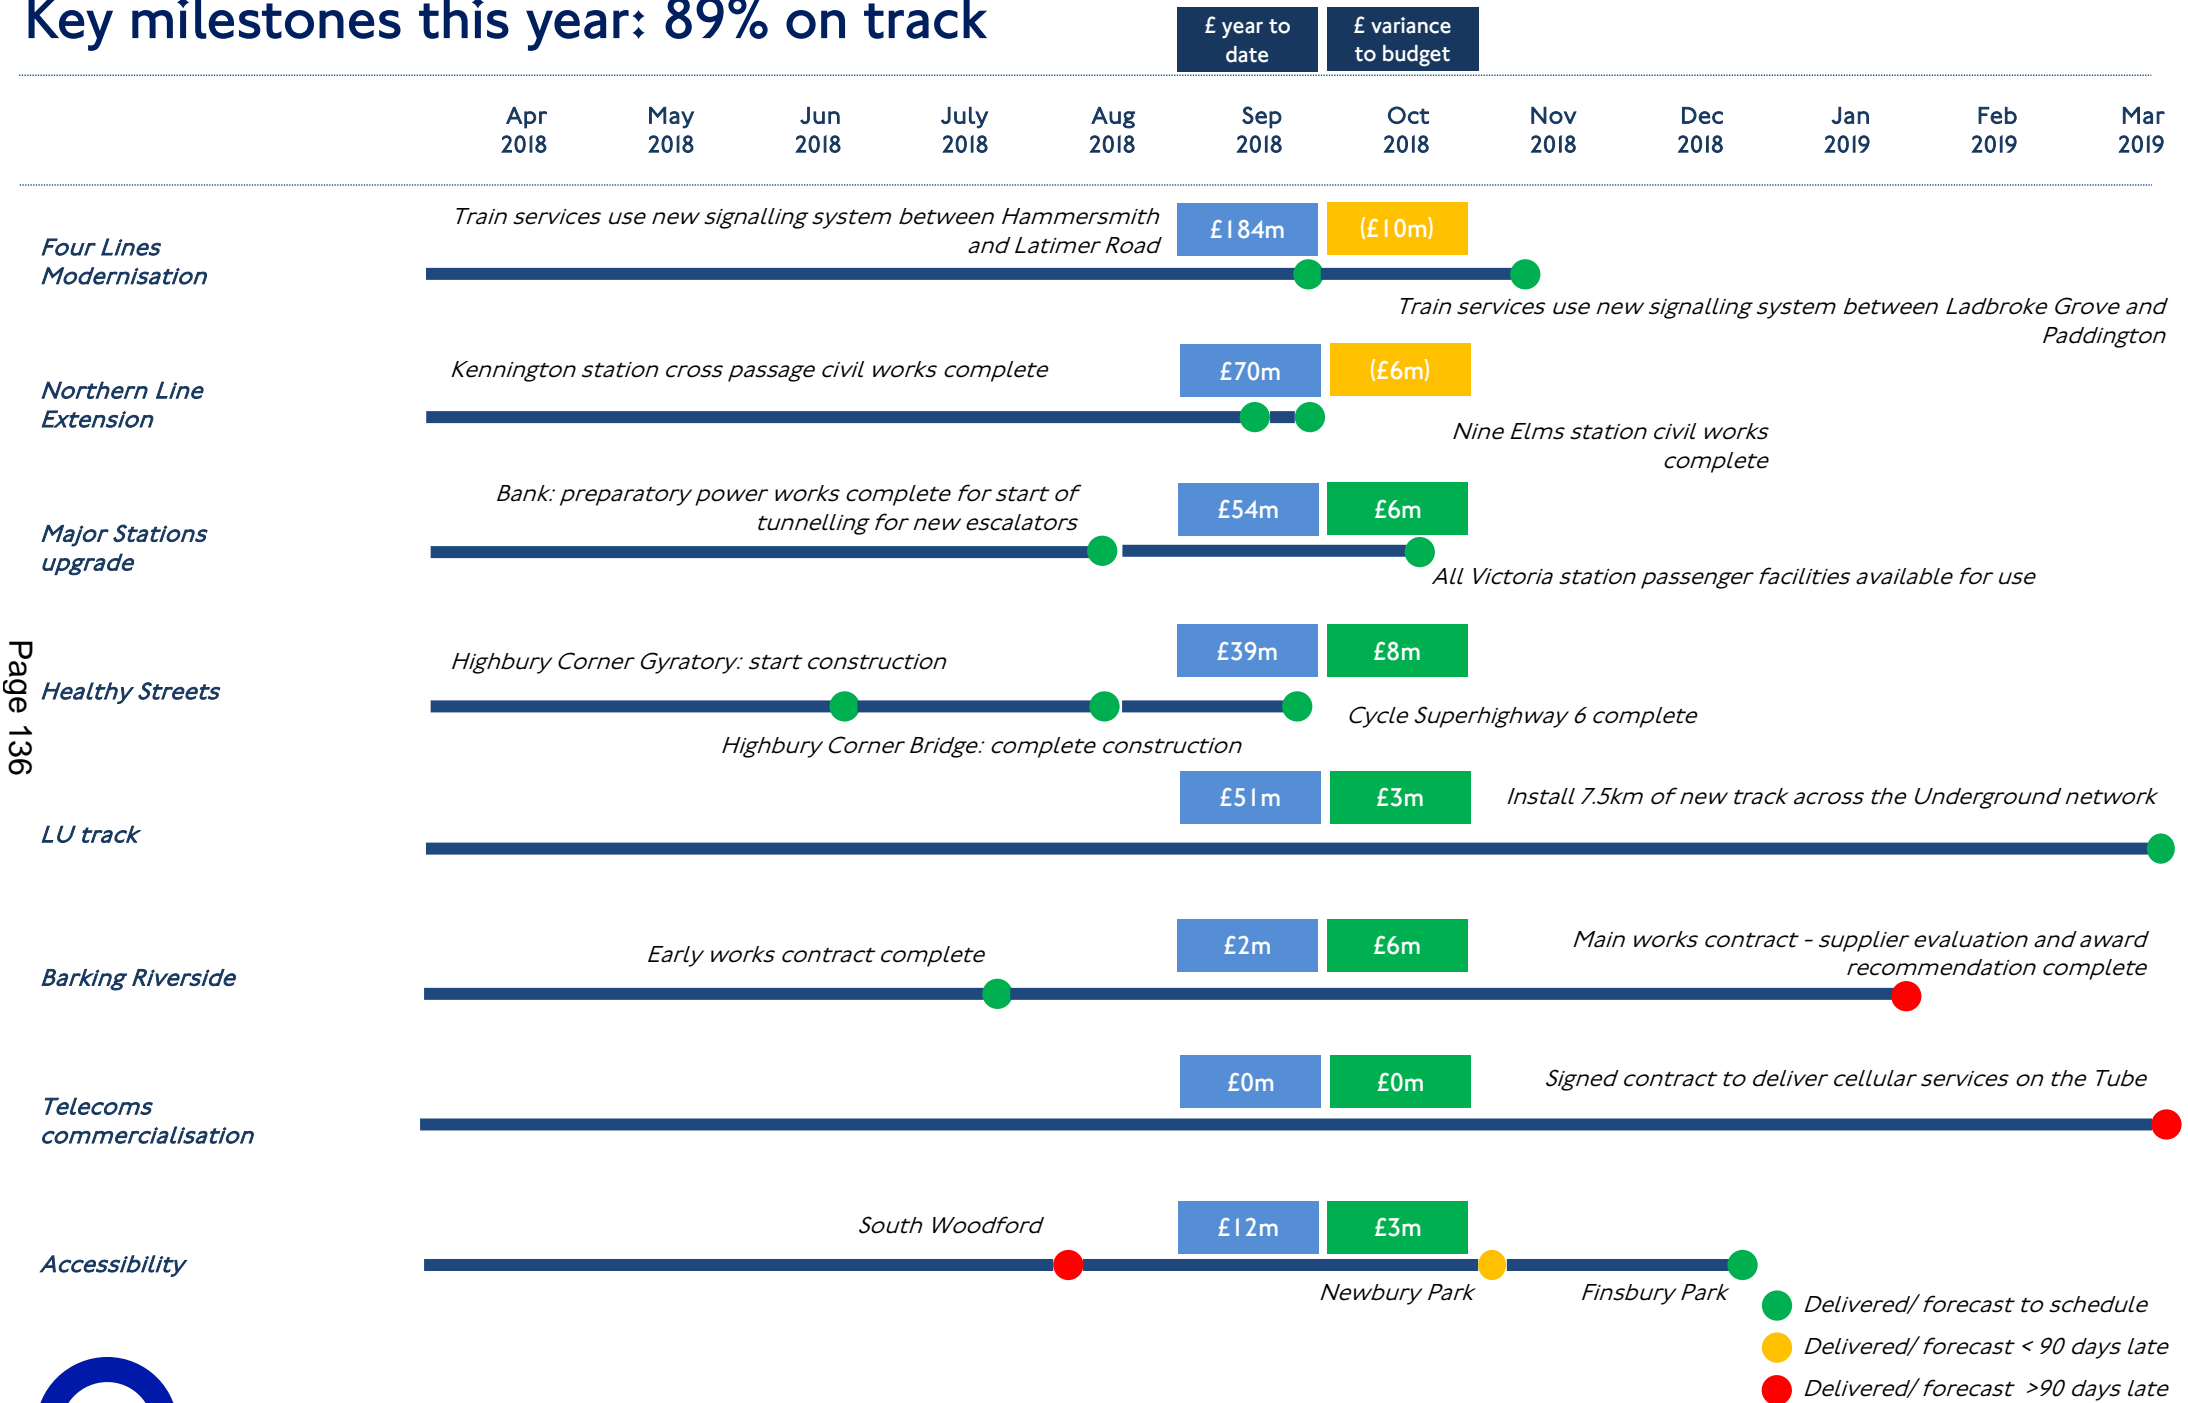 Key milestones this year: 89% on track
£ year to
date
£ variance
to budget
Apr
2018
May
2018
Jun
2018
July
2018
Aug
2018
Sep
2018
Oct
2018
Nov
2018
Dec
2018
Jan
2019
Feb
2019
Mar
2019
Four Lines
Modernisation
Train services use new signalling system between Hammersmith
and Latimer Road
£184m
(£10m)
Train services use new signalling system between Ladbroke Grove and
Paddington
Northern Line
Extension
Kennington station cross passage civil works complete
£70m
(£6m)
Nine Elms station civil works
complete
Major Stations
upgrade
Bank: preparatory power works complete for start of
tunnelling for new escalators
£54m
£6m
All Victoria station passenger facilities available for use
Healthy Streets
Highbury Corner Gyratory: start construction
£39m
£8m
Cycle Superhighway 6 complete
Highbury Corner Bridge: complete construction
Page 136
LU track
£51m
£3m
Install 7.5km of new track across the Underground network
Barking Riverside
Early works contract complete
£2m
£6m
Main works contract - supplier evaluation and award
recommendation complete
Telecoms
commercialisation
£0m
£0m
Signed contract to deliver cellular services on the Tube
Accessibility
South Woodford
£12m
£3m
Newbury Park
Finsbury Park
Delivered/ forecast to schedule
Delivered/ forecast < 90 days late
Delivered/ forecast >90 days late